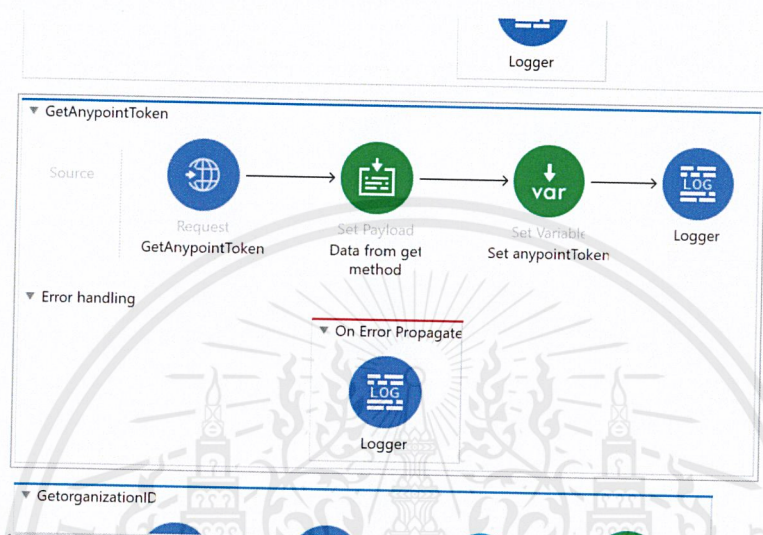 Logger
GetAnypointToken
Source
LOG
var
LOG
Request
GetAnypointToken
Set Payload
Data from get
method
Set Variable
Set anypointToken
Logger
Error handling
On Error Propagate
LOG
Logger
GetorganizationID